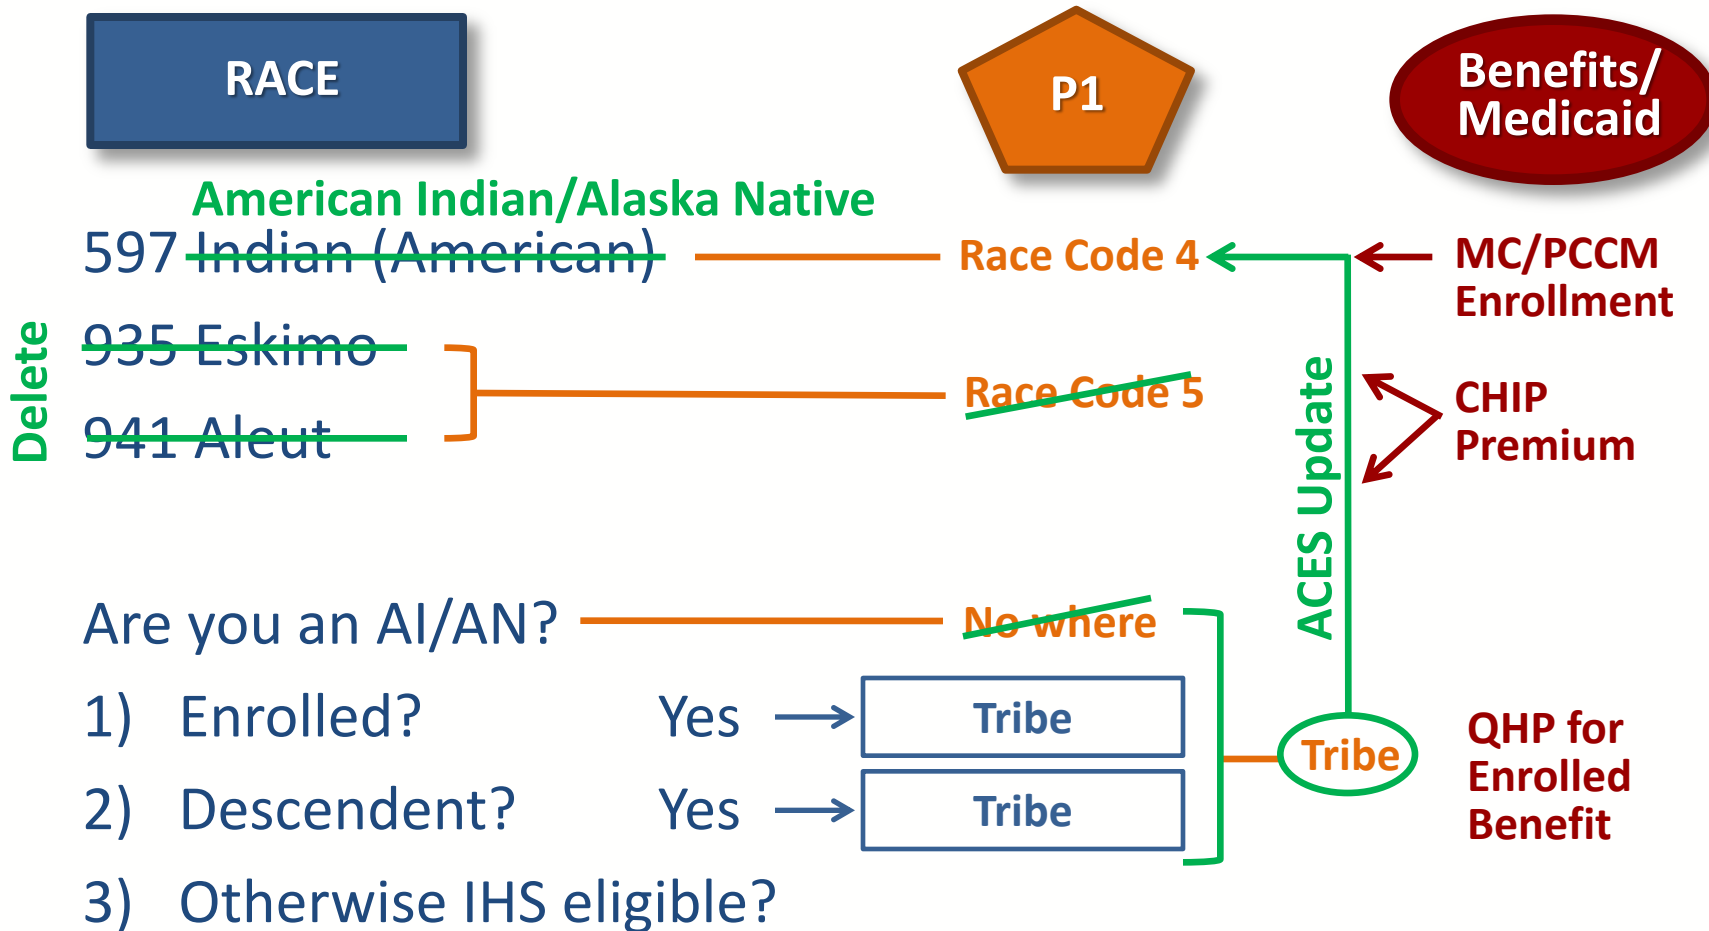 RACE
P1
Benefits/
Medicaid
American Indian/Alaska Native
597 Indian (American)
Race Code 4
MC/PCCM
Enrollment
Delete
935 Eskimo
941 Aleut
Race Code 5
CHIP
Premium
ACES Update
Are you an AI/AN?
No where
1) Enrolled? Yes Tribe
2) Descendent? Yes Tribe
3) Otherwise IHS eligible?
Tribe
QHP for
Enrolled
Benefit